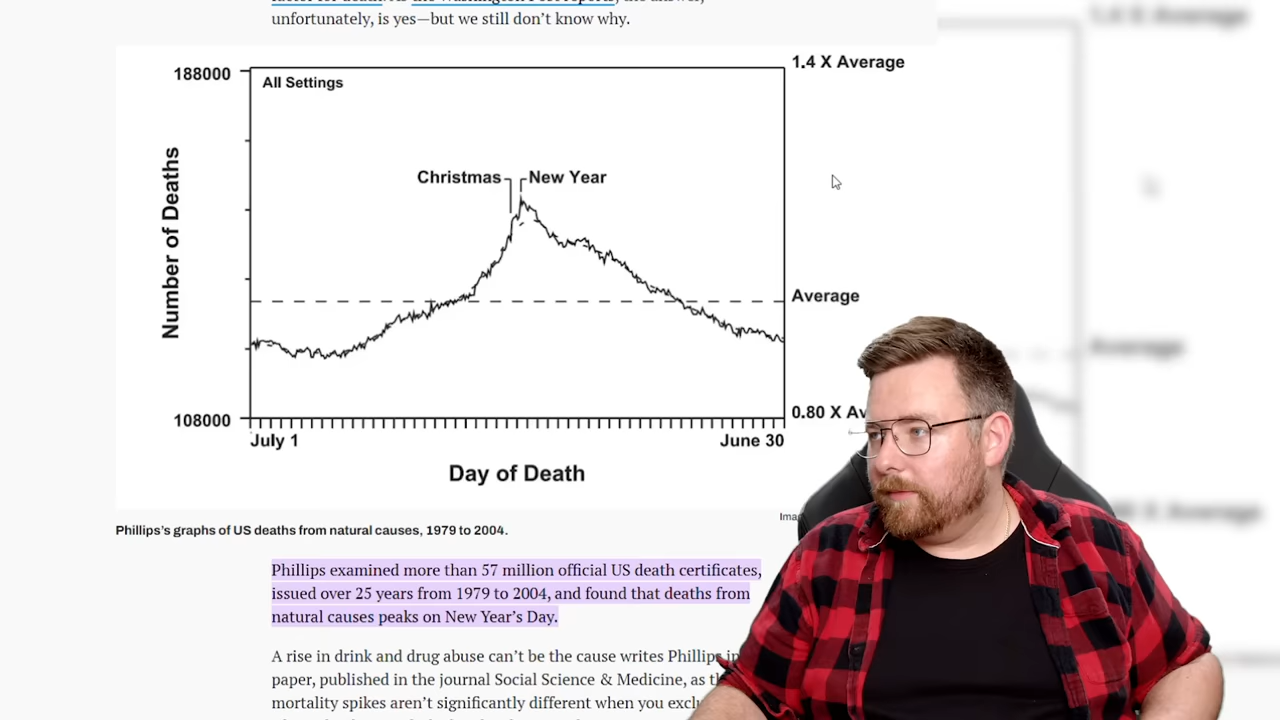 unfortunately, is yes—but we still don’t know why.
188000
All Settings
1.4 X Average
Christmas
New Year
Number of Deaths
Average
108000
0.80 X Av
July 1
June 30
Day of Death
Phillips’s graphs of US deaths from natural causes, 1979 to 2004.
Phillips examined more than 57 million official US death certificates,
issued over 25 years from 1979 to 2004, and found that deaths from
natural causes peaks on New Year’s Day.
A rise in drink and drug abuse can’t be the cause writes Phillips in
paper, published in the journal Social Science & Medicine, as
mortality spikes aren’t significantly different when you